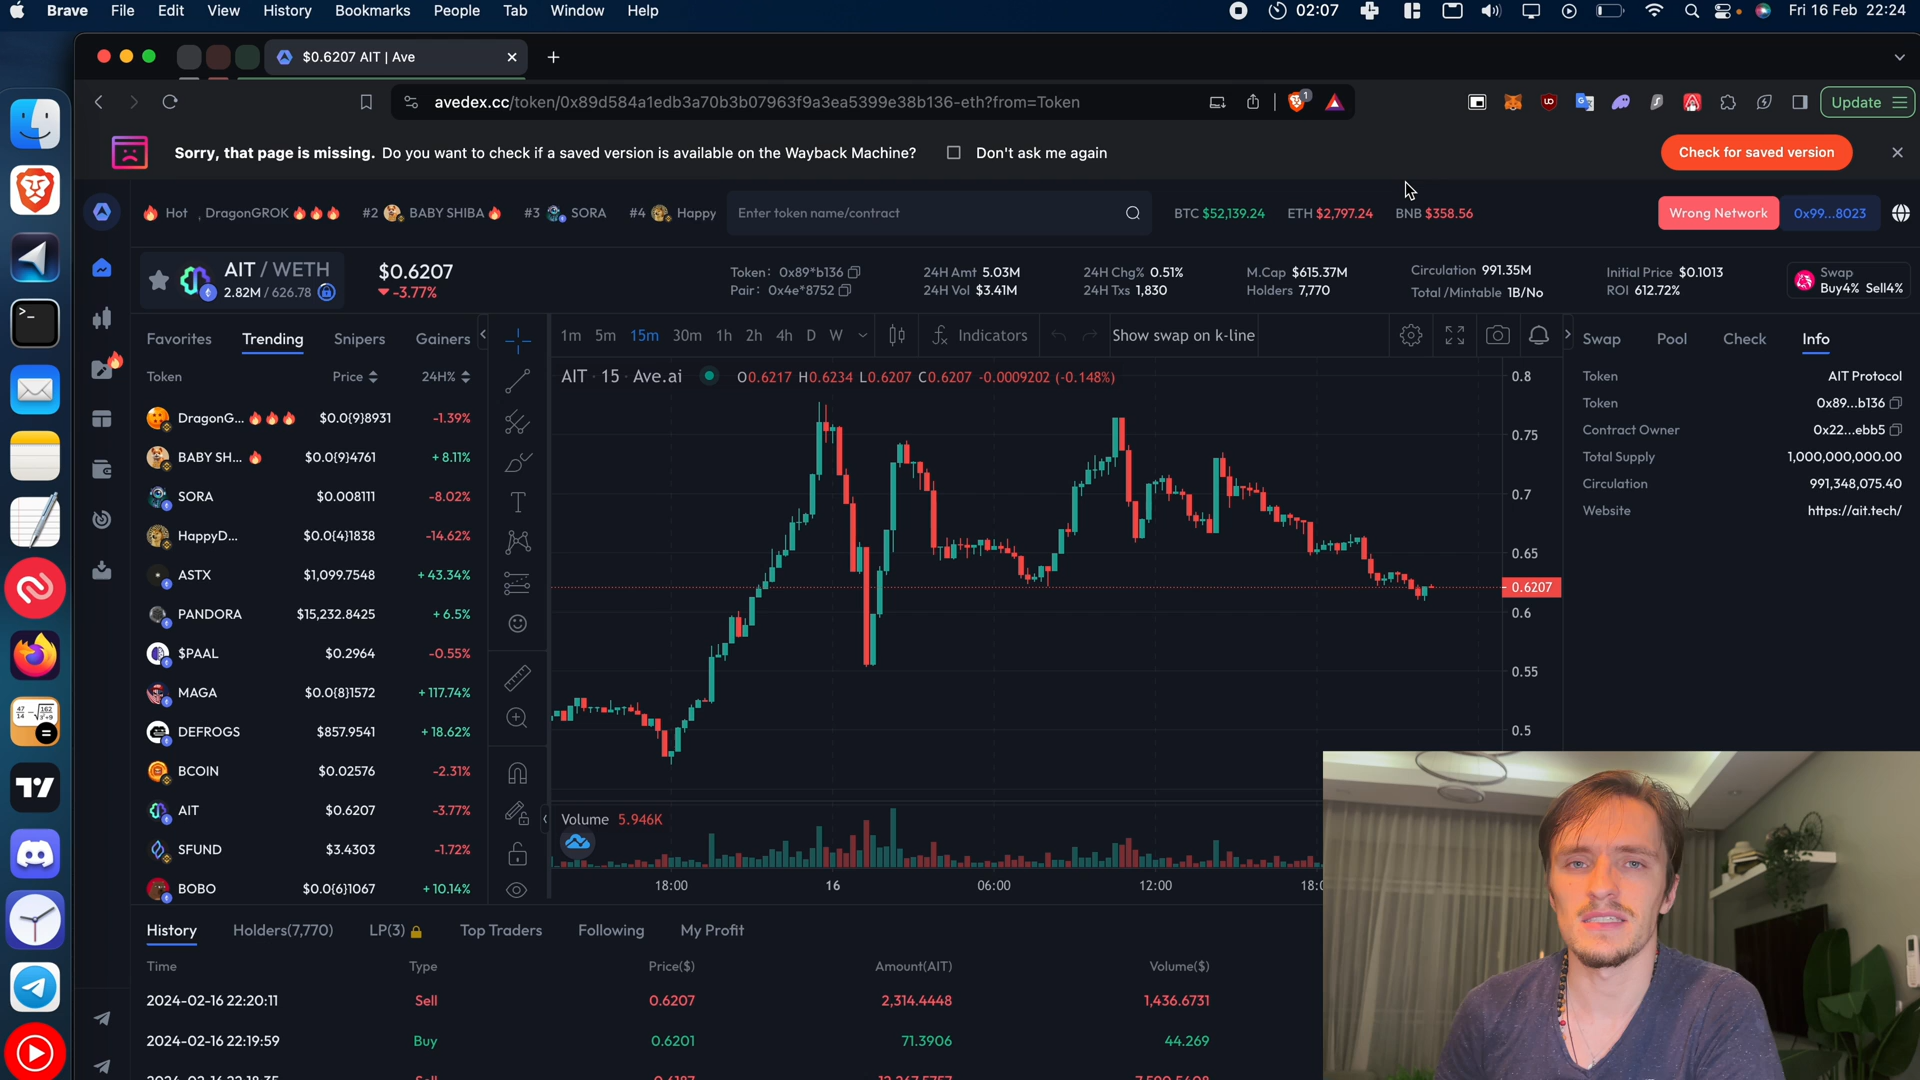 Brave File Edit View History Bookmarks People Tab Window Help 02:07 Fri 16 Feb 22:24
$0.6207 AIT | Ave
avedex.cc/token/0x89d584a1edb3a70b3b07963f9a3ea5399e38b136-eth?from=Token 1 Update
Sorry, that page is missing. Do you want to check if a saved version is available on the Wayback Machine? Don't ask me again Check for saved version
Hot , DragonGROK #2 BABY SHIBA #3 SORA #4 Happy Enter token name/contract BTC $52,139.24 ETH $2,797.24 BNB $358.56 Wrong Network 0x99...8023
AIT / WETH $0.6207
2.82M / 626.78 -3.77%
Token: 0x89*b136 24H Amt 5.03M 24H Chg% 0.51% M.Cap $615.37M Circulation 991.35M Initial Price $0.1013 Swap
Pair: 0x4e*8752 24H Vol $3.41M 24H Txs 1,830 Holders 7,770 Total/Mintable 1B/No ROI 612.72% Buy4% Sell4%
Favorites Trending Snipers Gainers
1m 5m 15m 30m 1h 2h 4h D W Indicators Show swap on k-line
Swap Pool Check Info
Token Price 24H%
DragonG... $0.0{9}8931 -1.39%
BABY SH... $0.0{9}4761 +8.11%
SORA $0.008111 -8.02%
HappyD... $0.0{4}1838 -14.62%
ASTX $1,099.7548 +43.34%
PANDORA $15,232.8425 +6.5%
$PAAL $0.2964 -0.55%
MAGA $0.0{8}1572 +117.74%
DEFROGS $857.9541 +18.62%
BCOIN $0.02576 -2.31%
AIT $0.6207 -3.77%
SFUND $3.4303 -1.72%
BOBO $0.0{6}1067 +10.14%
AIT · 15 · Ave.ai O0.6217 H0.6234 L0.6207 C0.6207 -0.0009202 (-0.148%)
0.8
0.75
0.7
0.65
0.6207
0.6
0.55
0.5
Volume 5.946K
18:00 16 06:00 12:00
Token AIT Protocol
Token 0x89...b136
Contract Owner 0x22...ebb5
Total Supply 1,000,000,000.00
Circulation 991,348,075.40
Website https://ait.tech/
History Holders(7,770) LP(3) Top Traders Following My Profit
Time Type Price($) Amount(AIT) Volume($)
2024-02-16 22:20:11 Sell 0.6207 2,314.4448 1,436.6731
2024-02-16 22:19:59 Buy 0.6201 71.3906 44.269